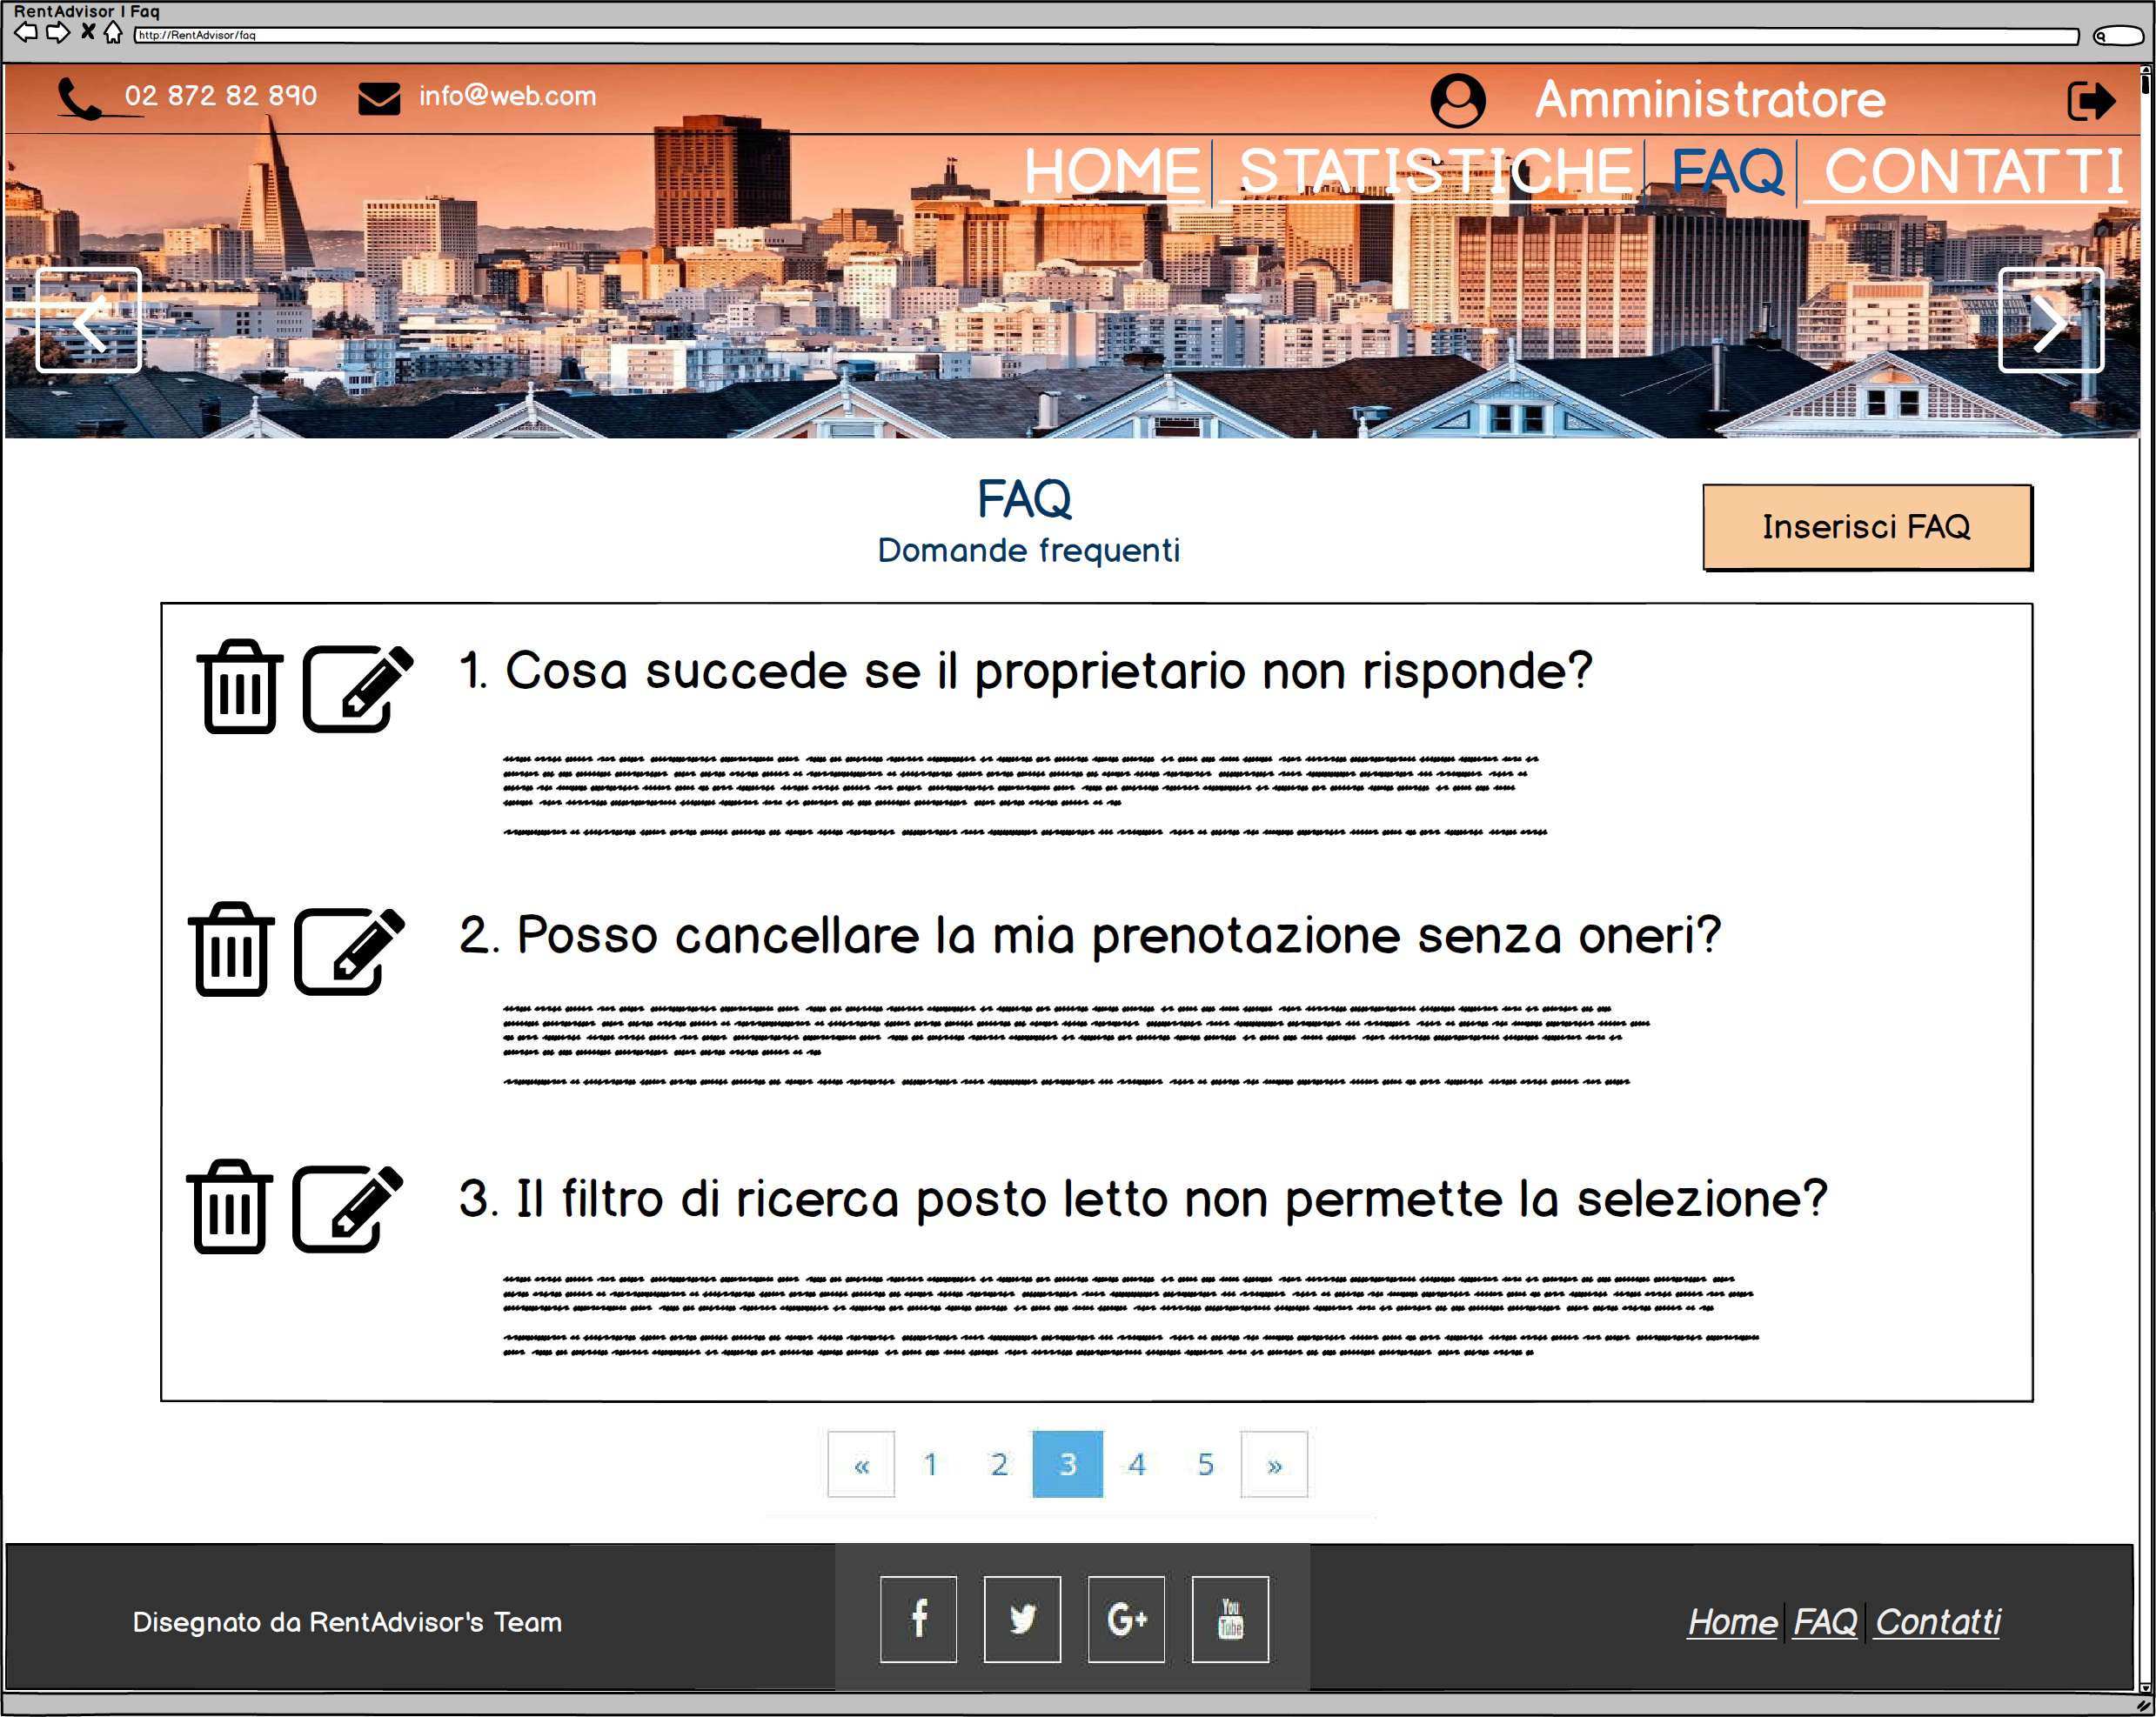 RentAdvisor | Faq
http://RentAdvisor/faq
02 872 82 890
info@web.com
Amministratore
HOME STATISTICHE FAQ CONTATTI
FAQ
Domande frequenti
Inserisci FAQ
1. Cosa succede se il proprietario non risponde?
2. Posso cancellare la mia prenotazione senza oneri?
3. Il filtro di ricerca posto letto non permette la selezione?
« 1 2 3 4 5 »
Disegnato da RentAdvisor's Team
f G+ You Tube
Home FAQ Contatti